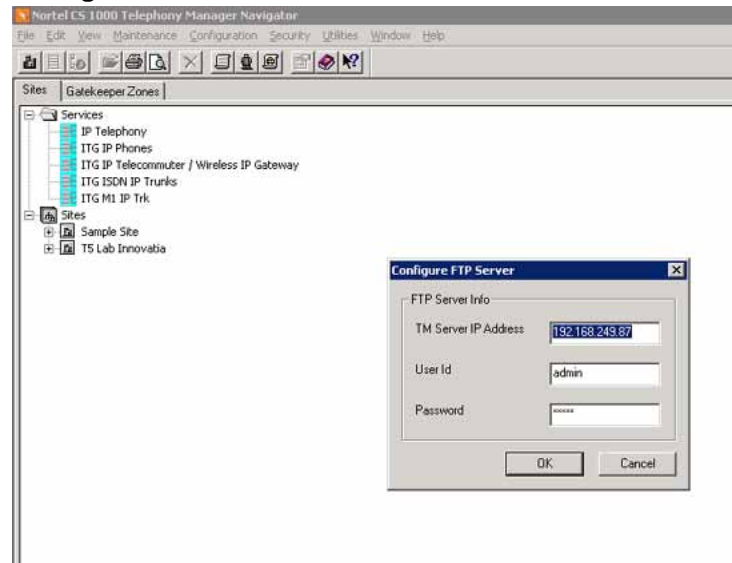 Nortel CS 1000 Telephony Manager Navigator
File Edit View Maintenance Configuration Security Utilities Window Help
Sites Gatekeeper Zones
Services
IP Telephony
ITG IP Phones
ITG IP Telecommuter / Wireless IP Gateway
ITG ISDN IP Trunks
ITG M1 IP Trk
Sites
Sample Site
TS Lab Innovatia
Configure FTP Server
FTP Server Info
TM Server IP Address 192.168.249.87
User Id admin
Password xxxxx
OK Cancel